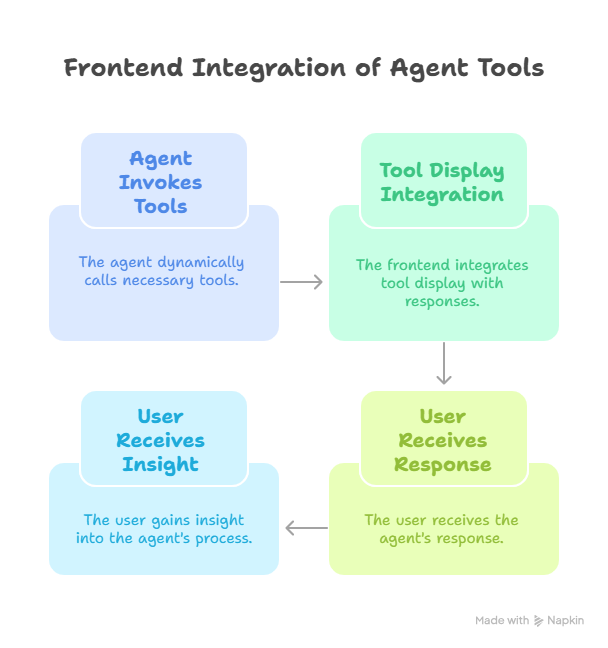 Frontend Integration of Agent Tools
Agent
Invokes
Tools
The agent dynamically
calls necessary tools.
Tool Display
Integration
The frontend integrates
tool display with
responses.
User
Receives
Response
The user receives the
agent's response.
User
Receives
Insight
The user gains insight
into the agent's process.
Made with Napkin